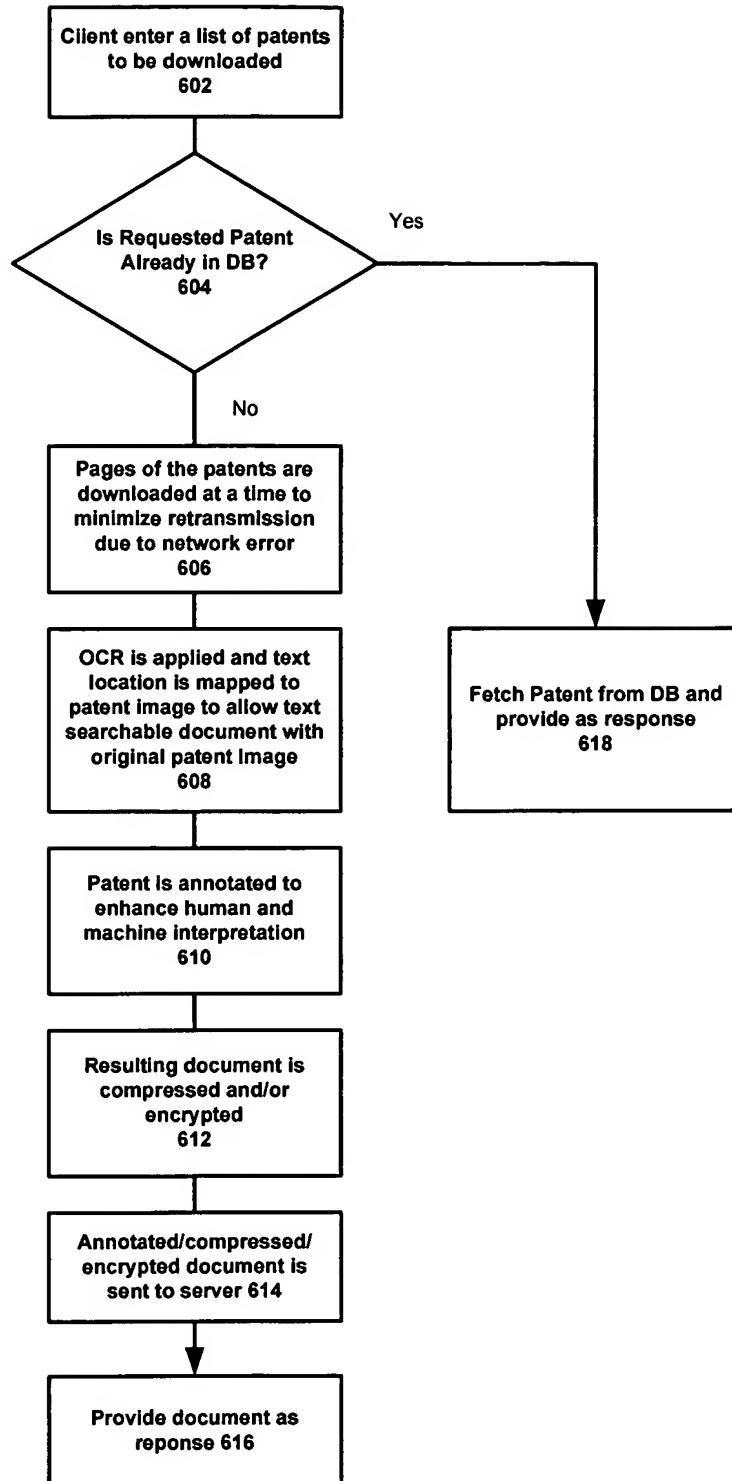 Client enter a list of patents
to be downloaded
602
Is Requested Patent
Already in DB?
604
Yes
No
Pages of the patents are
downloaded at a time to
minimize retransmission
due to network error
606
OCR is applied and text
location is mapped to
patent image to allow text
searchable document with
original patent Image
608
Fetch Patent from DB and
provide as response
618
Patent is annotated to
enhance human and
machine interpretation
610
Resulting document is
compressed and/or
encrypted
612
Annotated/compressed/
encrypted document is
sent to server 614
Provide document as
reponse 616